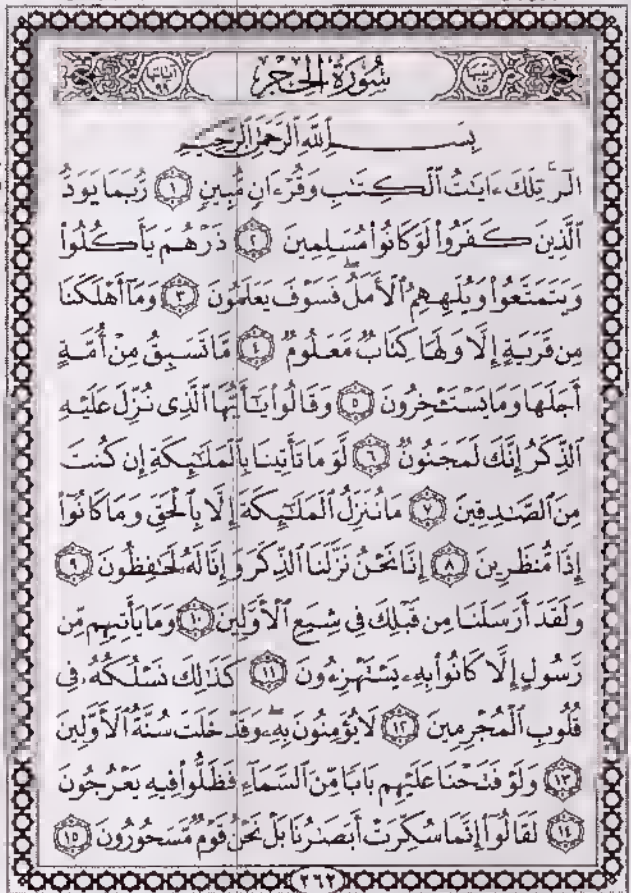 ترتيبها ١٥ سُورَةُ الحِجْرِ آياتها ٩٩
بِسْمِ ٱللَّهِ ٱلرَّحْمَٰنِ ٱلرَّحِيمِ
الٓر ۚ تِلْكَ ءَايَٰتُ ٱلْكِتَٰبِ وَقُرْءَانٍ مُّبِينٍ ﴿١﴾ رُّبَمَا يَوَدُّ
ٱلَّذِينَ كَفَرُوا۟ لَوْ كَانُوا۟ مُسْلِمِينَ ﴿٢﴾ ذَرْهُمْ يَأْكُلُوا۟
وَيَتَمَتَّعُوا۟ وَيُلْهِهِمُ ٱلْأَمَلُ ۖ فَسَوْفَ يَعْلَمُونَ ﴿٣﴾ وَمَآ أَهْلَكْنَا
مِن قَرْيَةٍ إِلَّا وَلَهَا كِتَابٌ مَّعْلُومٌ ﴿٤﴾ مَّا تَسْبِقُ مِنْ أُمَّةٍ
أَجَلَهَا وَمَا يَسْتَـْٔخِرُونَ ﴿٥﴾ وَقَالُوا۟ يَٰٓأَيُّهَا ٱلَّذِى نُزِّلَ عَلَيْهِ
ٱلذِّكْرُ إِنَّكَ لَمَجْنُونٌ ﴿٦﴾ لَّوْ مَا تَأْتِينَا بِٱلْمَلَٰٓئِكَةِ إِن كُنتَ
مِنَ ٱلصَّٰدِقِينَ ﴿٧﴾ مَا نُنَزِّلُ ٱلْمَلَٰٓئِكَةَ إِلَّا بِٱلْحَقِّ وَمَا كَانُوٓا۟
إِذًا مُّنظَرِينَ ﴿٨﴾ إِنَّا نَحْنُ نَزَّلْنَا ٱلذِّكْرَ وَإِنَّا لَهُۥ لَحَٰفِظُونَ ﴿٩﴾
وَلَقَدْ أَرْسَلْنَا مِن قَبْلِكَ فِى شِيَعِ ٱلْأَوَّلِينَ ﴿١٠﴾ وَمَا يَأْتِيهِم مِّن
رَّسُولٍ إِلَّا كَانُوا۟ بِهِۦ يَسْتَهْزِءُونَ ﴿١١﴾ كَذَٰلِكَ نَسْلُكُهُۥ فِى
قُلُوبِ ٱلْمُجْرِمِينَ ﴿١٢﴾ لَا يُؤْمِنُونَ بِهِۦ ۖ وَقَدْ خَلَتْ سُنَّةُ ٱلْأَوَّلِينَ
﴿١٣﴾ وَلَوْ فَتَحْنَا عَلَيْهِم بَابًا مِّنَ ٱلسَّمَآءِ فَظَلُّوا۟ فِيهِ يَعْرُجُونَ
﴿١٤﴾ لَقَالُوٓا۟ إِنَّمَا سُكِّرَتْ أَبْصَٰرُنَا بَلْ نَحْنُ قَوْمٌ مَّسْحُورُونَ ﴿١٥﴾
٢٦٢